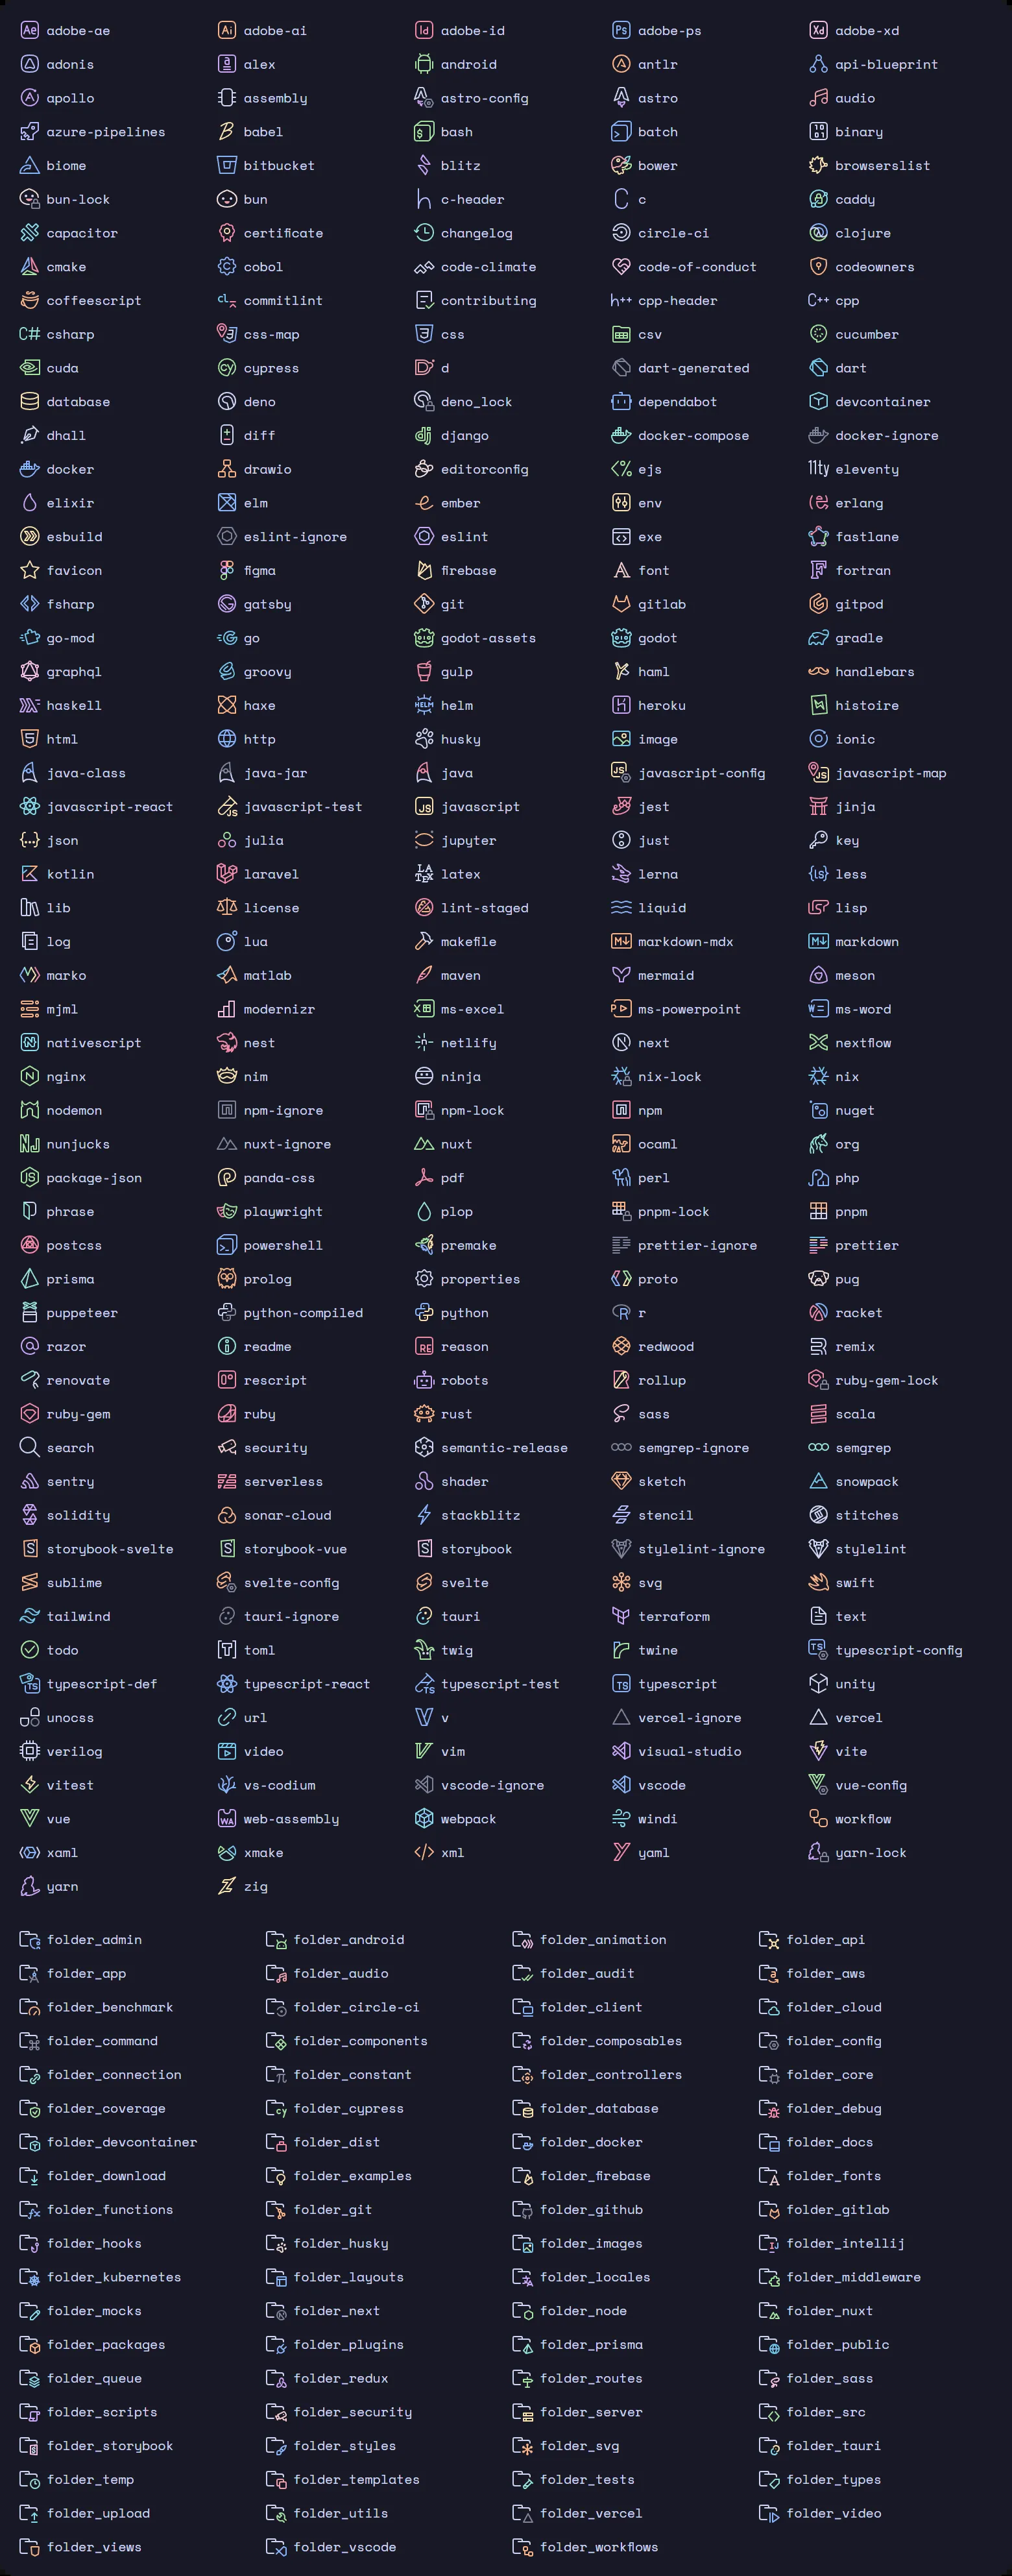 adobe-ae adobe-ai adobe-id adobe-ps adobe-xd
adonis alex android antlr api-blueprint
apollo assembly astro-config astro audio
azure-pipelines babel bash batch binary
biome bitbucket blitz bower browserslist
bun-lock bun c-header c caddy
capacitor certificate changelog circle-ci clojure
cmake cobol code-climate code-of-conduct codeowners
coffeescript commitlint contributing cpp-header cpp
csharp css-map css csv cucumber
cuda cypress d dart-generated dart
database deno deno_lock dependabot devcontainer
dhall diff django docker-compose docker-ignore
docker drawio editorconfig ejs eleventy
elixir elm ember env erlang
esbuild eslint-ignore eslint exe fastlane
favicon figma firebase font fortran
fsharp gatsby git gitlab gitpod
go-mod go godot-assets godot gradle
graphql groovy gulp haml handlebars
haskell haxe helm heroku histoire
html http husky image ionic
java-class java-jar java javascript-config javascript-map
javascript-react javascript-test javascript jest jinja
json julia jupyter just key
kotlin laravel latex lerna less
lib license lint-staged liquid lisp
log lua makefile markdown-mdx markdown
marko matlab maven mermaid meson
mjml modernizr ms-excel ms-powerpoint ms-word
nativescript nest netlify next nextflow
nginx nim ninja nix-lock nix
nodemon npm-ignore npm-lock npm nuget
nunjucks nuxt-ignore nuxt ocaml org
package-json panda-css pdf perl php
phrase playwright plop pnpm-lock pnpm
postcss powershell premake prettier-ignore prettier
prisma prolog properties proto pug
puppeteer python-compiled python r racket
razor readme reason redwood remix
renovate rescript robots rollup ruby-gem-lock
ruby-gem ruby rust sass scala
search security semantic-release semgrep-ignore semgrep
sentry serverless shader sketch snowpack
solidity sonar-cloud stackblitz stencil stitches
storybook-svelte storybook-vue storybook stylelint-ignore stylelint
sublime svelte-config svelte svg swift
tailwind tauri-ignore tauri terraform text
todo toml twig twine typescript-config
typescript-def typescript-react typescript-test typescript unity
unocss url v vercel-ignore vercel
verilog video vim visual-studio vite
vitest vs-codium vscode-ignore vscode vue-config
vue web-assembly webpack windi workflow
xaml xmake xml yaml yarn-lock
yarn zig
folder_admin folder_android folder_animation folder_api
folder_app folder_audio folder_audit folder_aws
folder_benchmark folder_circle-ci folder_client folder_cloud
folder_command folder_components folder_composables folder_config
folder_connection folder_constant folder_controllers folder_core
folder_coverage folder_cypress folder_database folder_debug
folder_devcontainer folder_dist folder_docker folder_docs
folder_download folder_examples folder_firebase folder_fonts
folder_functions folder_git folder_github folder_gitlab
folder_hooks folder_husky folder_images folder_intellij
folder_kubernetes folder_layouts folder_locales folder_middleware
folder_mocks folder_next folder_node folder_nuxt
folder_packages folder_plugins folder_prisma folder_public
folder_queue folder_redux folder_routes folder_sass
folder_scripts folder_security folder_server folder_src
folder_storybook folder_styles folder_svg folder_tauri
folder_temp folder_templates folder_tests folder_types
folder_upload folder_utils folder_vercel folder_video
folder_views folder_vscode folder_workflows